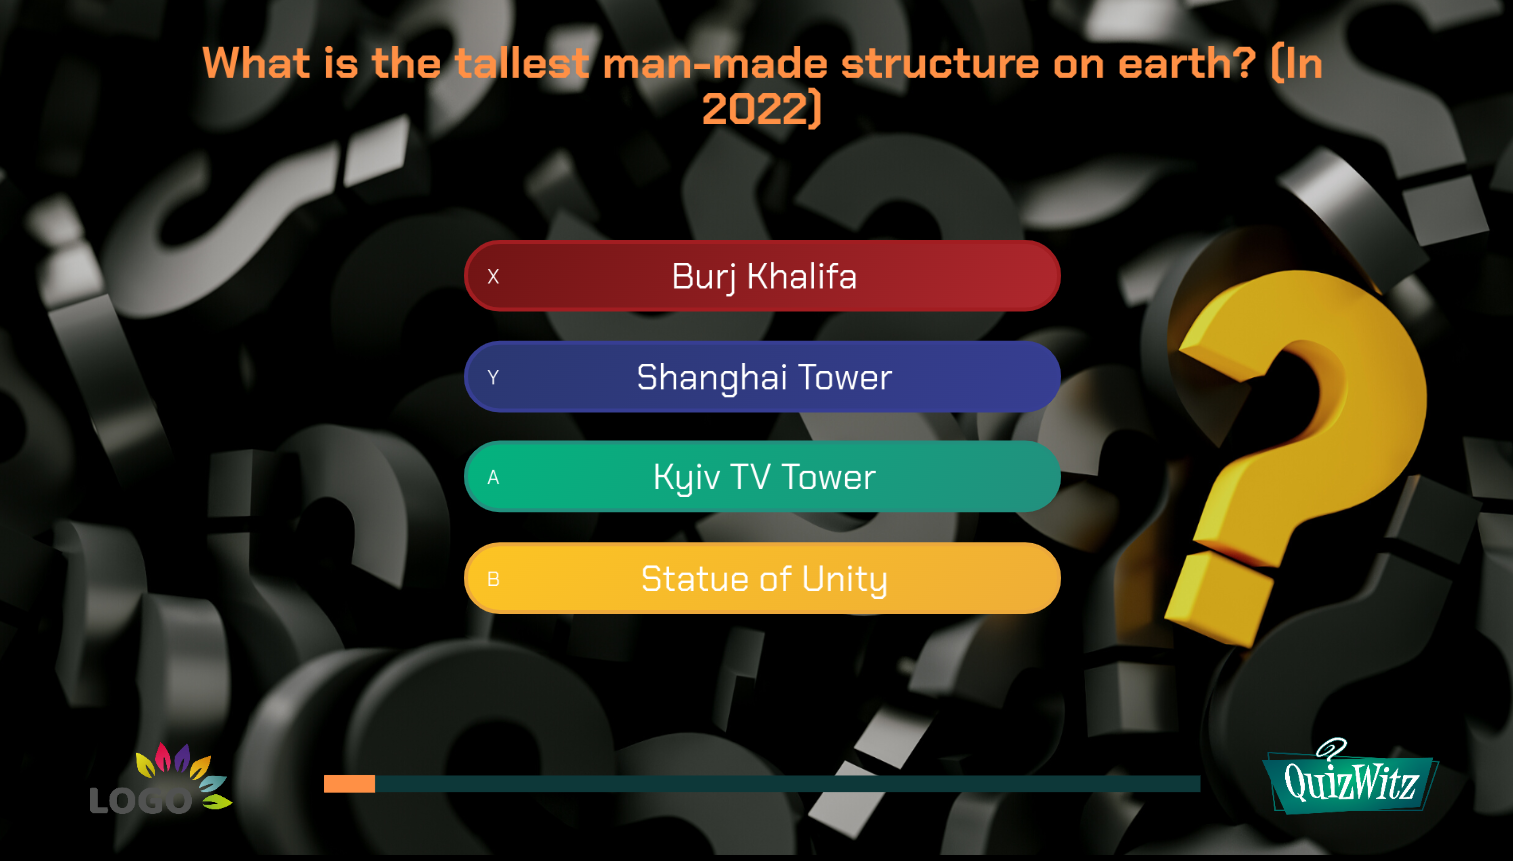 What is the tallest man-made structure on earth? (In
2022)
X Burj Khalifa
Y Shanghai Tower
A Kyiv TV Tower
B Statue of Unity
LOGO
QuizWitz